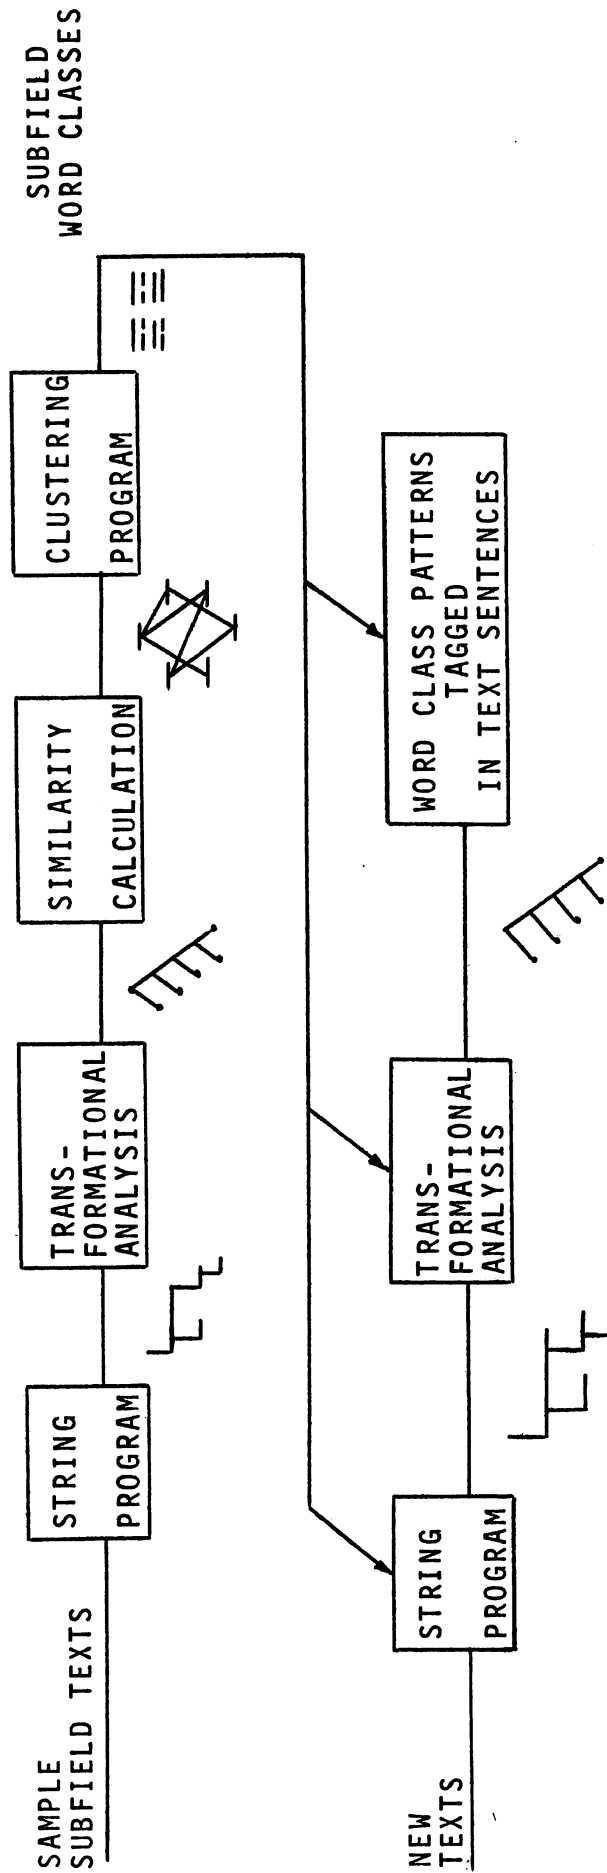 SAMPLE
SUBFIELD TEXTS
STRING
PROGRAM
TRANS-
FORMATIONAL
ANALYSIS
SIMILARITY
CALCULATION
CLUSTERING
PROGRAM
SUBFIELD
WORD CLASSES
NEW
TEXTS
STRING
PROGRAM
TRANS-
FORMATIONAL
ANALYSIS
WORD CLASS PATTERNS
TAGGED
IN TEXT SENTENCES